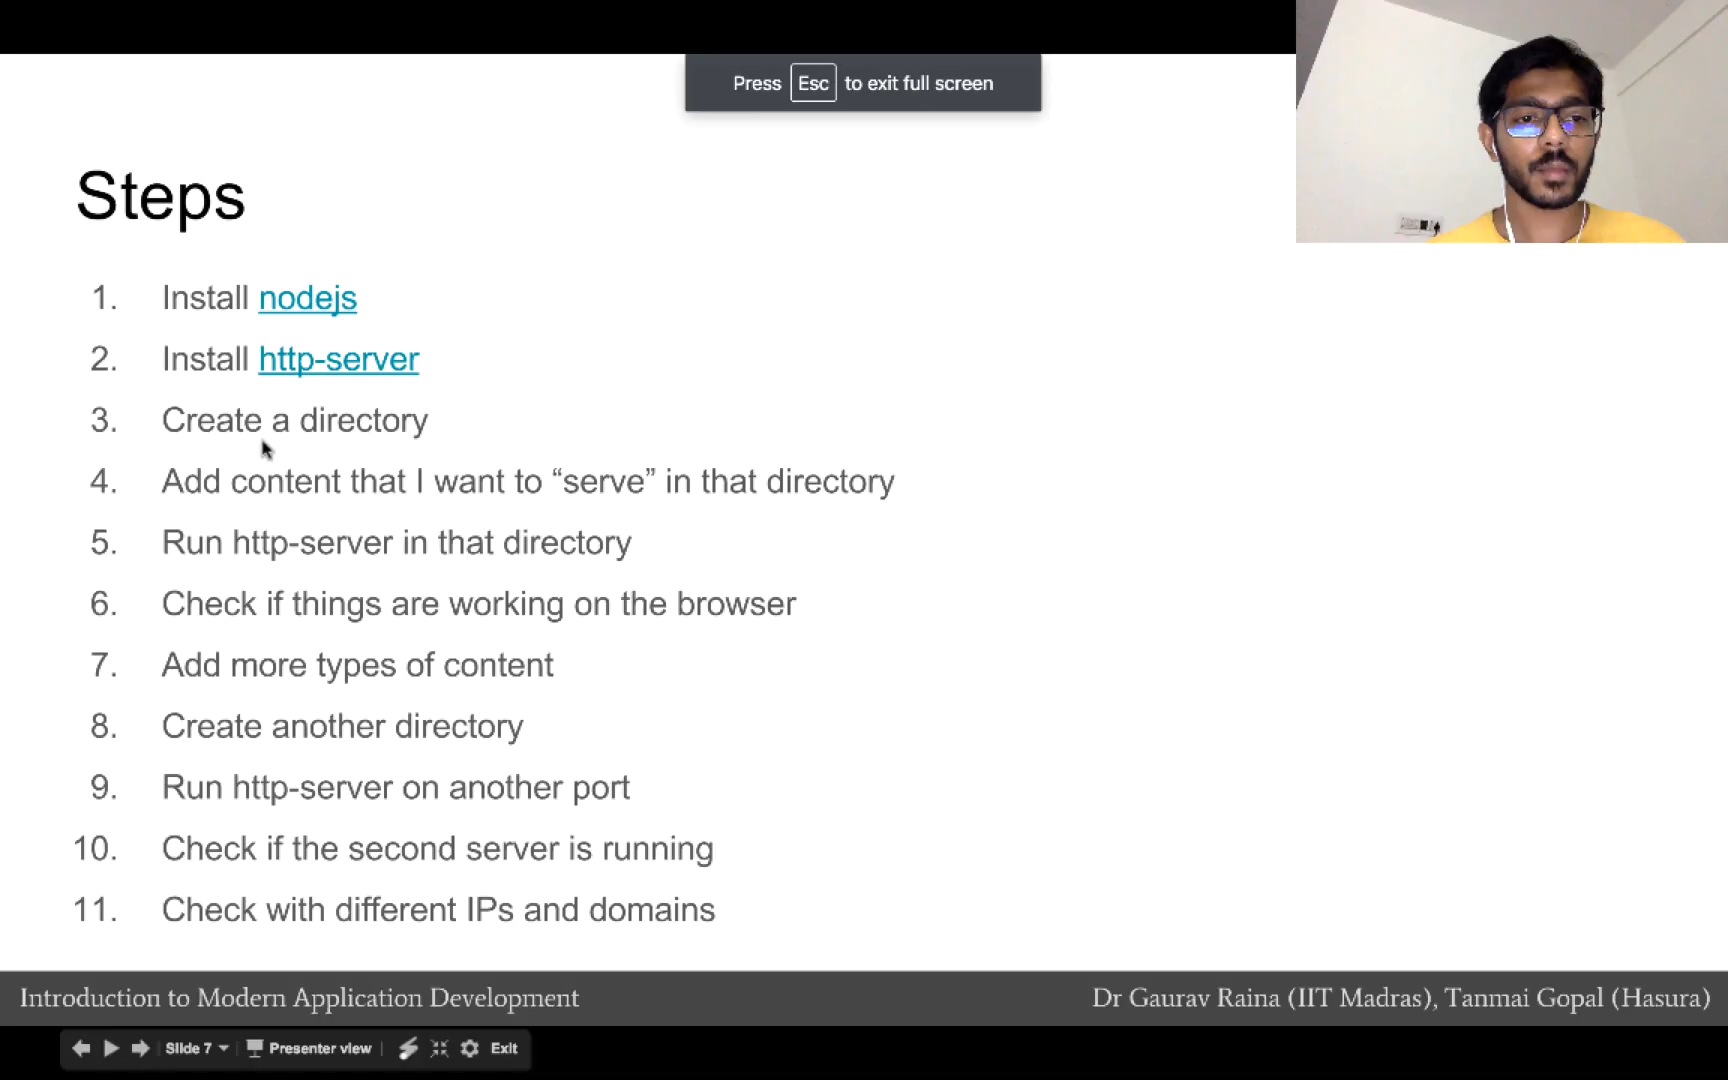 Press Esc to exit full screen
Steps
1. Install nodejs
2. Install http-server
3. Create a directory
4. Add content that I want to “serve” in that directory
5. Run http-server in that directory
6. Check if things are working on the browser
7. Add more types of content
8. Create another directory
9. Run http-server on another port
10. Check if the second server is running
11. Check with different IPs and domains
Introduction to Modern Application Development
Dr Gaurav Raina (IIT Madras), Tanmai Gopal (Hasura)
Slide 7 Presenter view Exit